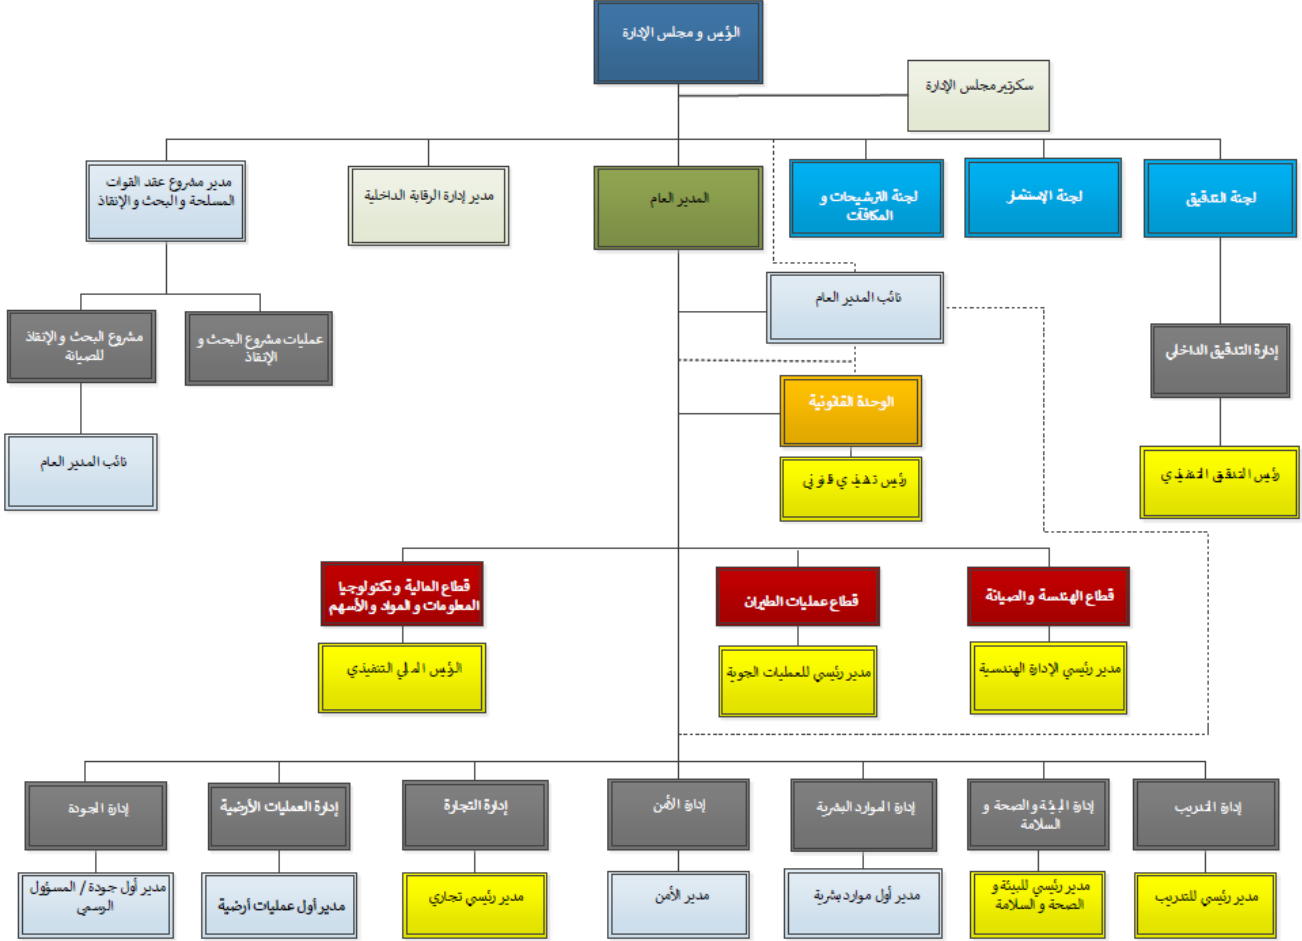 الرئيس و مجلس الإدارة
سكرتير مجلس الإدارة
لجنة التدقيق
لجنة الإستثمار
لجنة الترشيحات و
المكافآت
المدير العام
مدير إدارة الرقابة الداخلية
مدير مشروع عقد القوات
المسلحة و البحث و الإنقاذ
نائب المدير العام
عمليات مشروع البحث و
الإنقاذ
مشروع البحث و الإنقاذ
للصيانة
إدارة التدقيق الداخلي
الوحدة القانونية
نائب المدير العام
رئيس التدقق التنفيذي
رئيس تنفيذي قانوني
قطاع الهندسة و الصيانة
قطاع عمليات الطيران
قطاع المالية و تكنولوجيا
المعلومات و المواد و الأسهم
مدير رئيسي الإدارة الهندسية
مدير رئيسي للعمليات الجوية
الرئيس المالي التنفيذي
إدارة التدريب
إدارة البيئة و الصحة و
السلامة
إدارة الموارد البشرية
إدارة الأمن
إدارة التجارة
إدارة العمليات الأرضية
إدارة الجودة
مدير رئيسي للتدريب
مدير رئيسي للبيئة و
الصحة و السلامة
مدير أول موارد بشرية
مدير الأمن
مدير رئيسي تجاري
مدير أول عمليات أرضية
مدير أول جودة / المسؤول
الرسمي